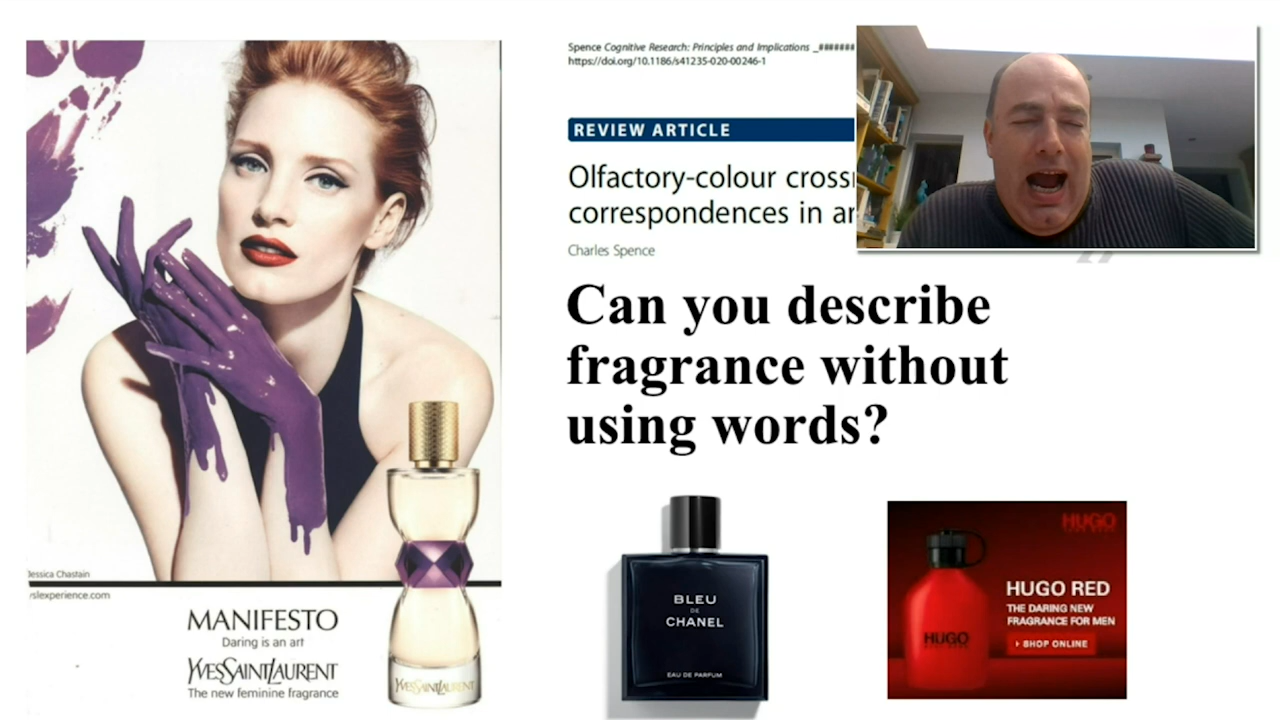 Jessica Chastain
yslexperience.com
MANIFESTO
Daring is an art
YVESSAINTLAURENT
The new feminine fragrance
YVESSAINTLAURENT
Spence Cognitive Research: Principles and Implications _#######
https://doi.org/10.1186/s41235-020-00246-1
REVIEW ARTICLE
Olfactory-colour cross
correspondences in ar
Charles Spence
Can you describe
fragrance without
using words?
BLEU
DE
CHANEL
EAU DE PARFUM
HUGO
HUGO RED
THE DARING NEW
FRAGRANCE FOR MEN
SHOP ONLINE
HUGO